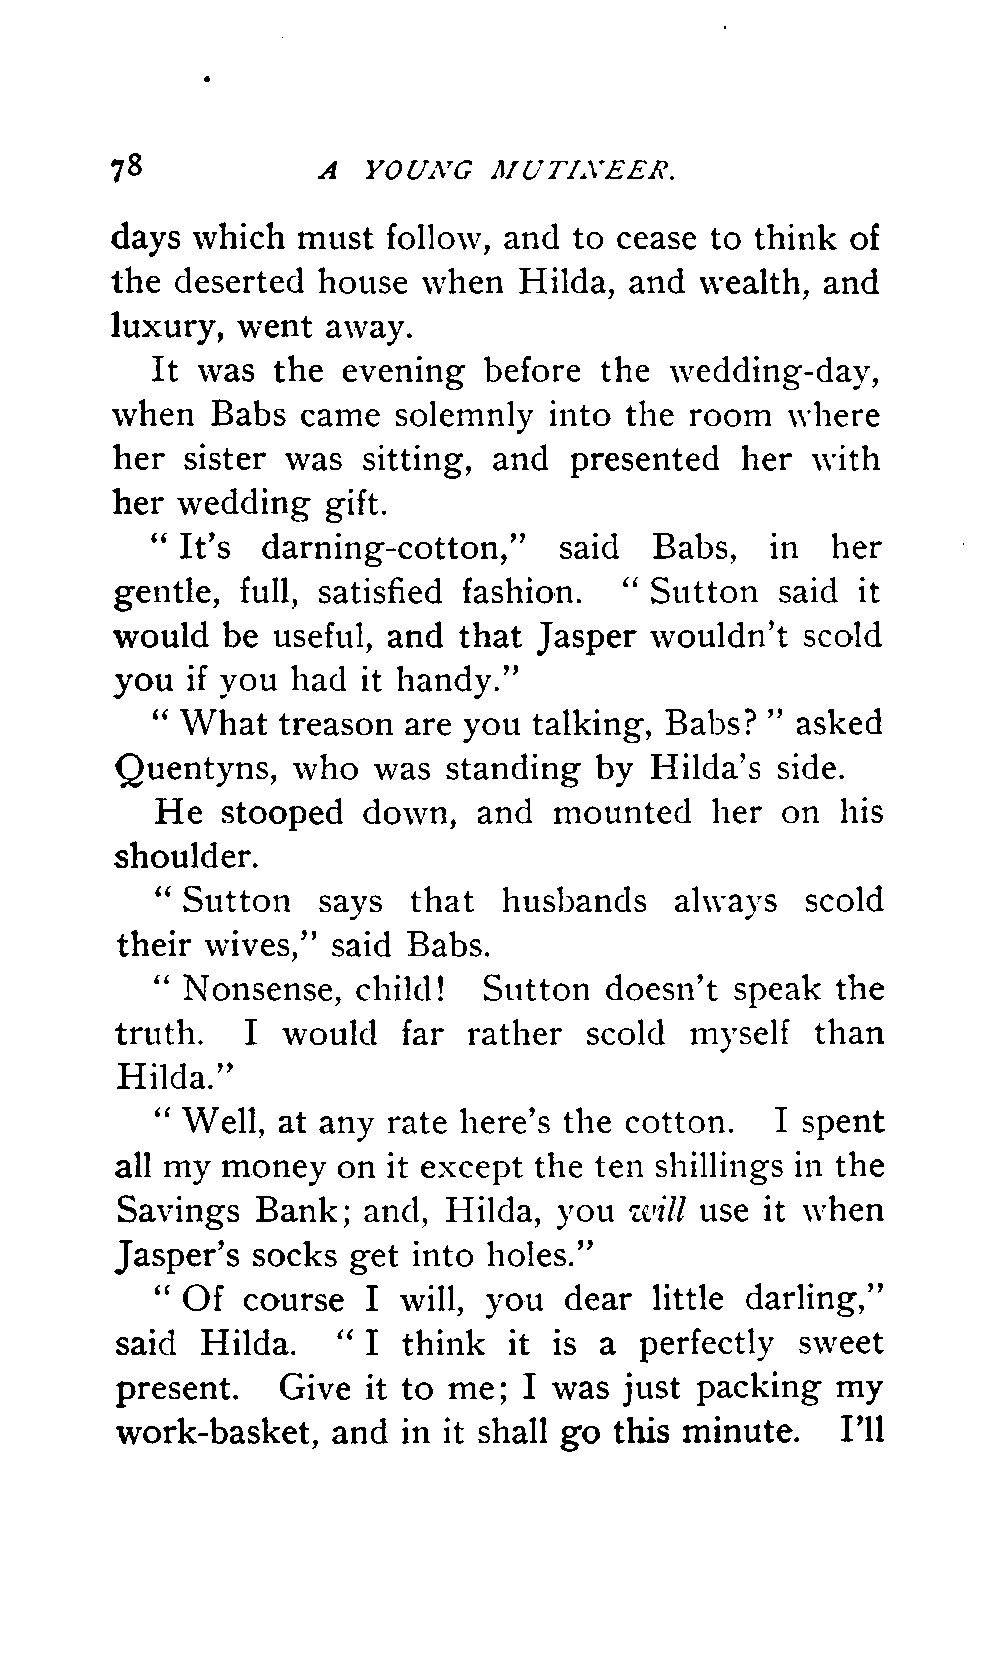 78 A YOUNG MUTINEER.
days which must follow, and to cease to think of
the deserted house when Hilda, and wealth, and
luxury, went away.
It was the evening before the wedding-day,
when Babs came solemnly into the room where
her sister was sitting, and presented her with
her wedding gift.
“ It’s darning-cotton,” said Babs, in her
gentle, full, satisfied fashion. “ Sutton said it
would be useful, and that Jasper wouldn’t scold
you if you had it handy.”
“ What treason are you talking, Babs? ” asked
Quentyns, who was standing by Hilda’s side.
He stooped down, and mounted her on his
shoulder.
“ Sutton says that husbands always scold
their wives,” said Babs.
“ Nonsense, child! Sutton doesn’t speak the
truth. I would far rather scold myself than
Hilda.”
“ Well, at any rate here’s the cotton. I spent
all my money on it except the ten shillings in the
Savings Bank; and, Hilda, you will use it when
Jasper’s socks get into holes.”
“ Of course I will, you dear little darling,”
said Hilda. “ I think it is a perfectly sweet
present. Give it to me; I was just packing my
work-basket, and in it shall go this minute. I’ll